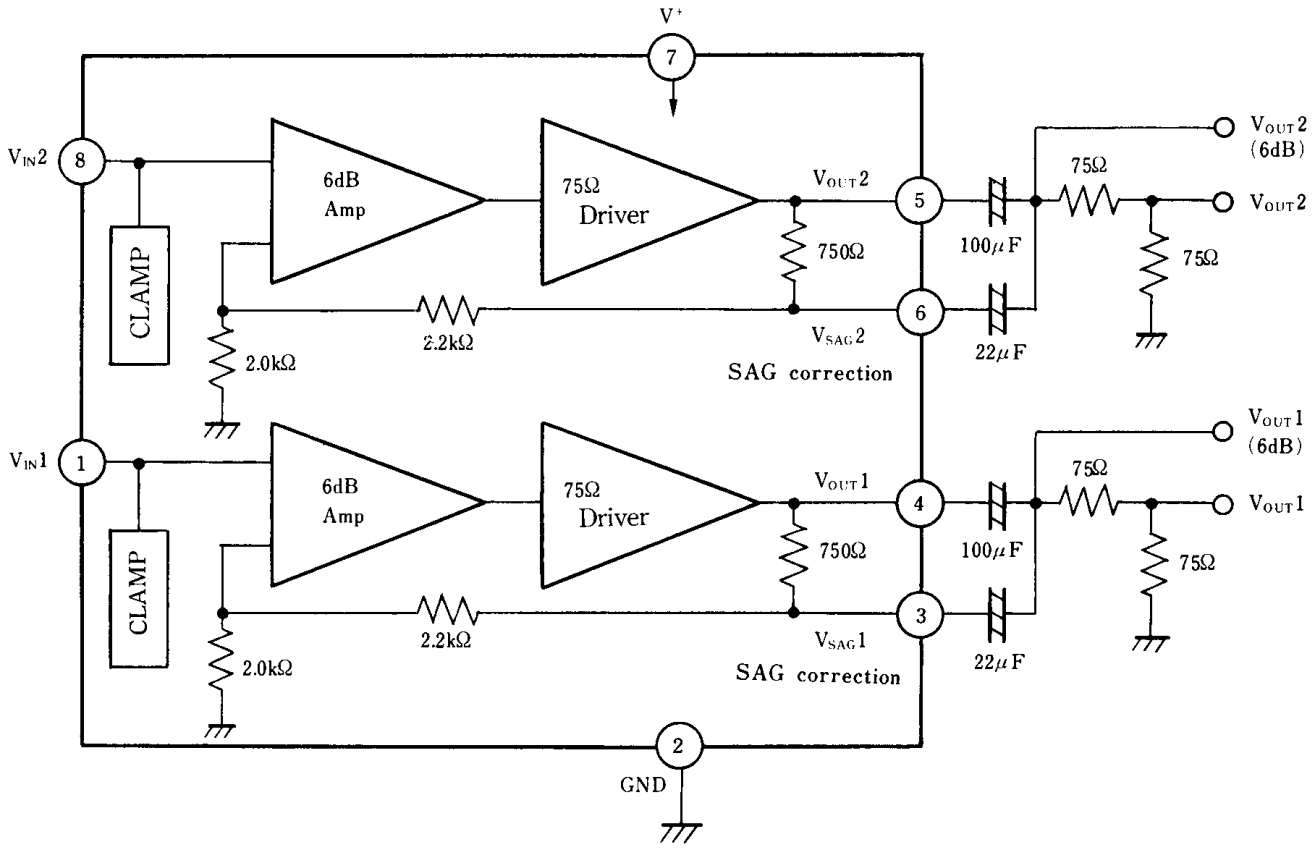 V+
7
VIN2
8
6dB
Amp
75Ω
Driver
VOUT2
5
100μF
75Ω
VOUT2
(6dB)
VOUT2
75Ω
CLAMP
750Ω
2.2kΩ
2.0kΩ
VSAG2
6
22μF
SAG correction
VIN1
1
6dB
Amp
75Ω
Driver
VOUT1
4
100μF
75Ω
VOUT1
(6dB)
VOUT1
75Ω
CLAMP
750Ω
2.2kΩ
2.0kΩ
VSAG1
3
22μF
SAG correction
2
GND